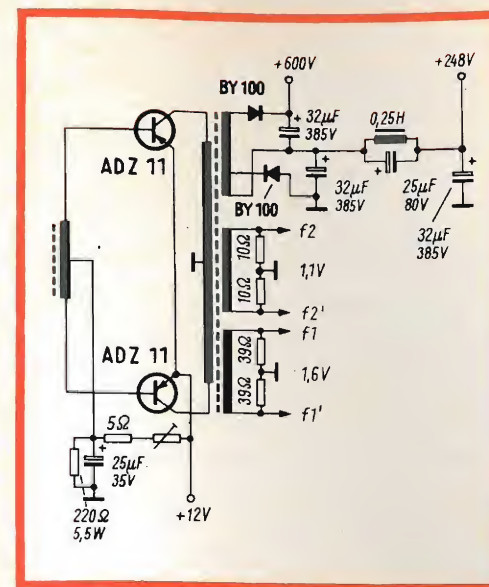 +600V
+248V
BY 100
ADZ 11
32µF
385V
0,25H
32µF
385V
BY 100
25µF
80V
32µF
385V
f2
10Ω
10Ω
1,1V
f2'
ADZ 11
f1
39Ω
39Ω
1,6V
f1'
5Ω
25µF
35V
220Ω
5,5W
+12V